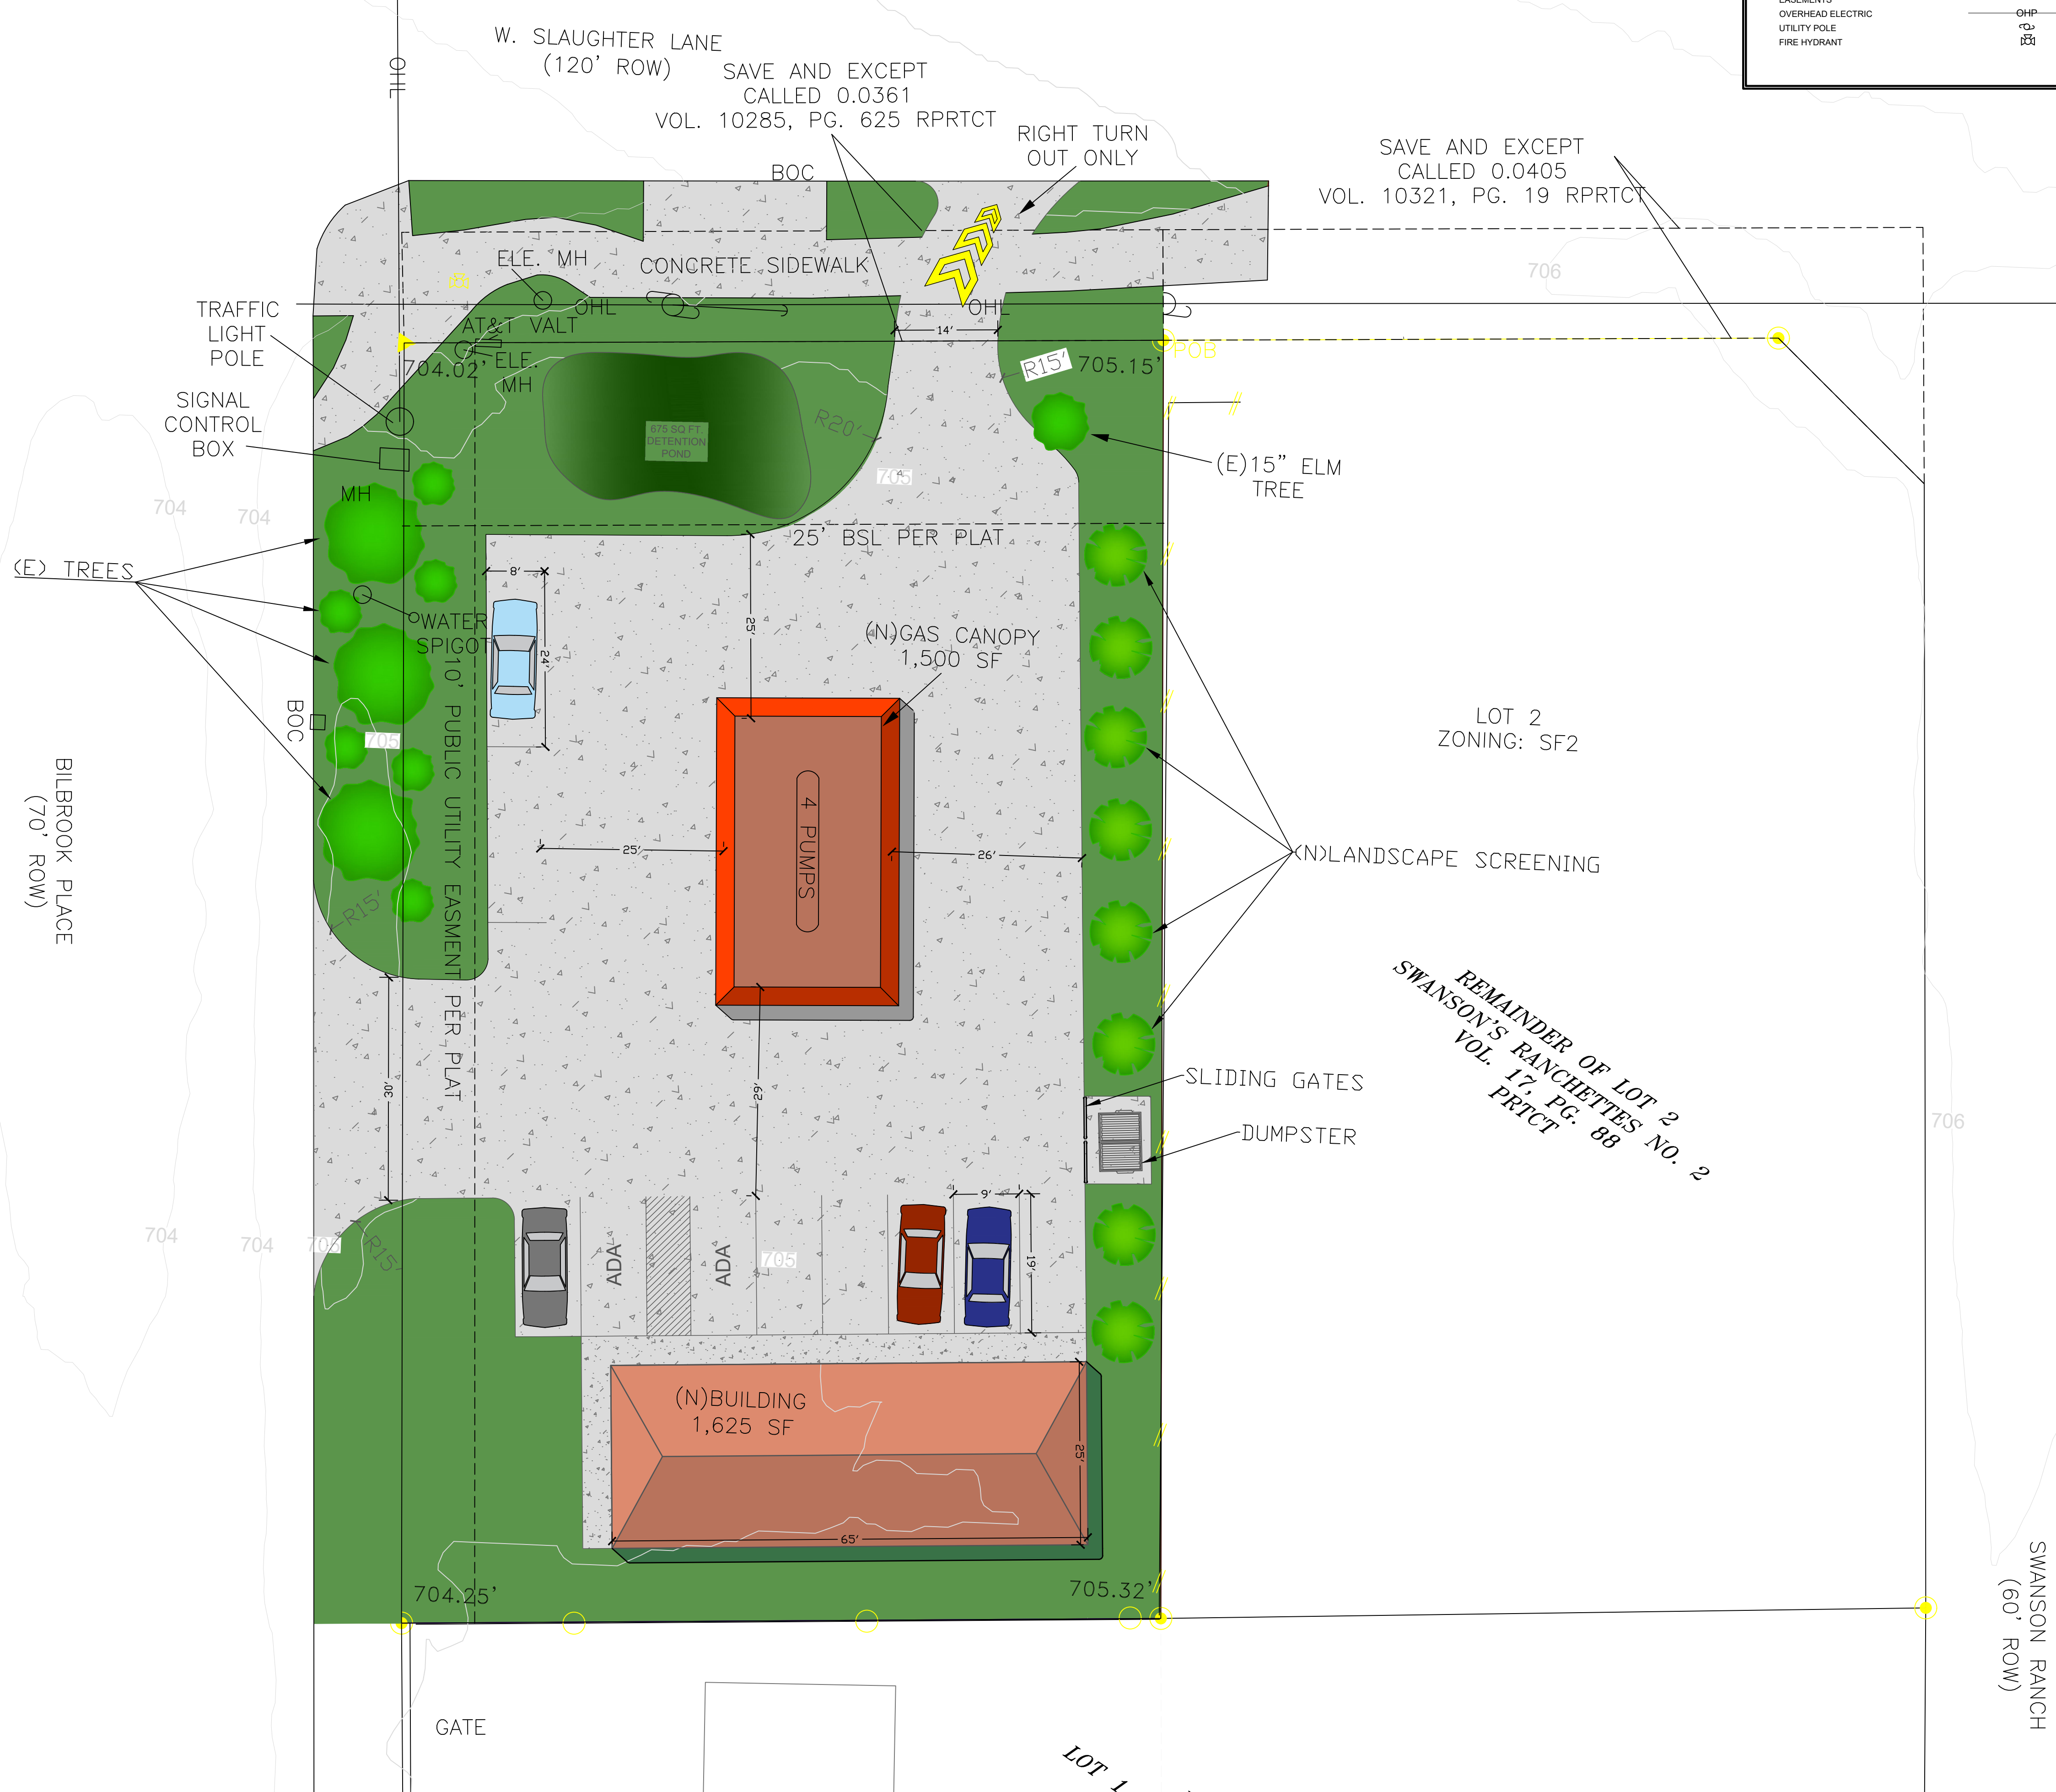 EASEMENTS
OVERHEAD ELECTRIC
OHP
UTILITY POLE
FIRE HYDRANT
W. SLAUGHTER LANE
(120' ROW)
OHL
SAVE AND EXCEPT
CALLED 0.0361
VOL. 10285, PG. 625 RPRTCT
RIGHT TURN
OUT ONLY
BOC
SAVE AND EXCEPT
CALLED 0.0405
VOL. 10321, PG. 19 RPRTCT
ELE. MH
CONCRETE SIDEWALK
706
TRAFFIC
LIGHT
POLE
OHL
OHL
AT&T VALT
14'
704.02'
ELE.
MH
R15'
705.15'
POB
SIGNAL
CONTROL
BOX
675 SQ FT.
DETENTION
POND
R20'
(E)15" ELM
TREE
705
MH
704
704
25' BSL PER PLAT
(E) TREES
8'
WATER
SPIGOT
24'
25'
(N)GAS CANOPY
1,500 SF
10' PUBLIC UTILITY EASMENT PER PLAT
BOC
705
LOT 2
ZONING: SF2
BILBROOK PLACE
(70' ROW)
4 PUMPS
25'
26'
(N)LANDSCAPE SCREENING
R15'
REMAINDER OF LOT 2
SWANSON'S RANCHETTES NO. 2
VOL. 17, PG. 88
PRTCT
30'
29'
SLIDING GATES
DUMPSTER
706
9'
19'
704
704
705
R15'
ADA
ADA
705
(N)BUILDING
1,625 SF
25'
65'
704.25'
705.32'
SWANSON RANCH
(60' ROW)
GATE
LOT 1